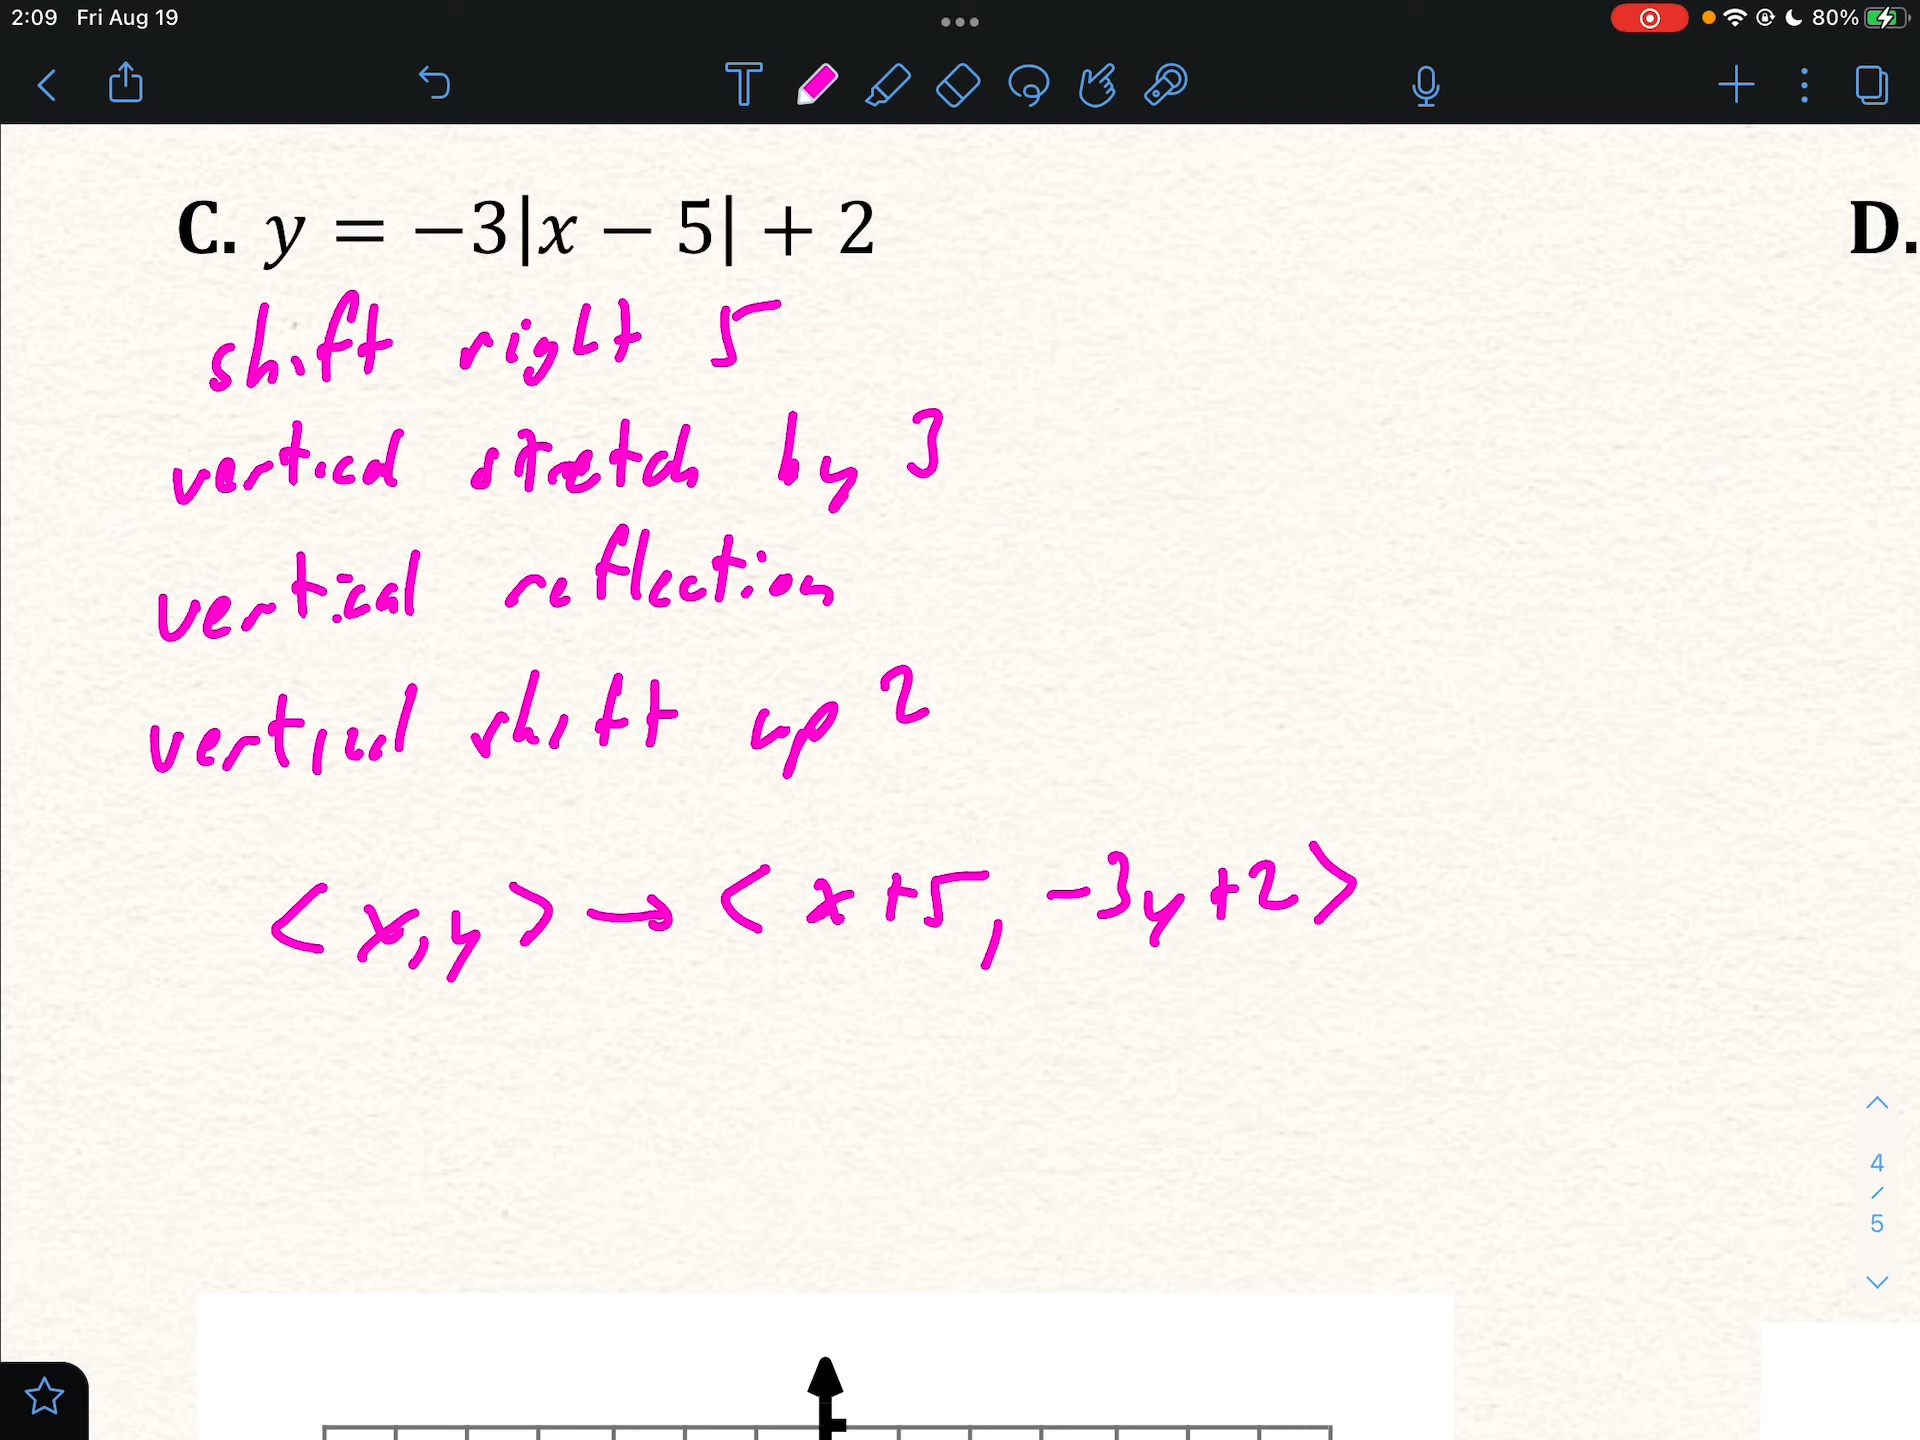 2:09 Fri Aug 19
80%
T
C. y = −3|x − 5| + 2
D.
shift right 5
vertical stretch by 3
vertical reflection
vertical shift up 2
<x,y> → <x+5, -3y+2>
4
/
5